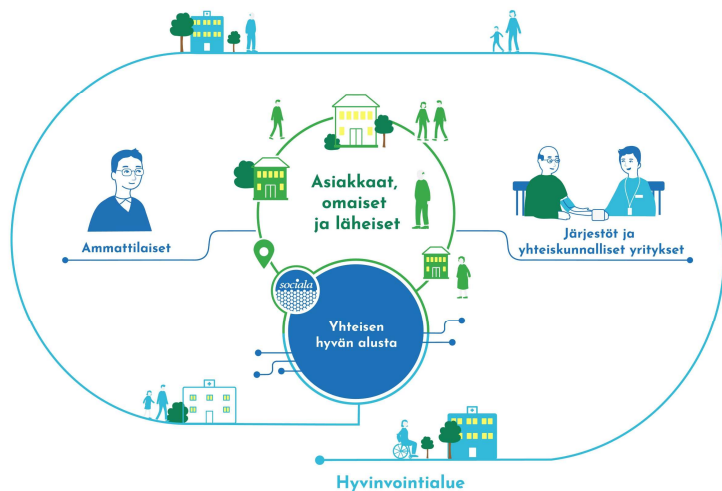 Asiakkaat,
omaiset
ja läheiset
Ammattilaiset
Järjestöt ja
yhteiskunnalliset yritykset
sociala
Yhteisen
hyvän alusta
Hyvinvointialue